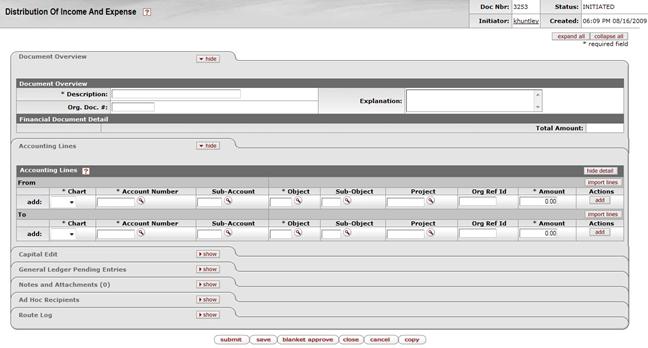 Distribution Of Income And Expense ?
Doc Nbr: 3253 Status: INITIATED
Initiator: khuntley Created: 06:09 PM 08/16/2009
expand all collapse all
* required field
Document Overview hide
Document Overview
* Description: Explanation:
Org. Doc. #:
Financial Document Detail
Total Amount:
Accounting Lines hide
Accounting Lines ? hide detail
From import lines
* Chart * Account Number Sub-Account * Object Sub-Object Project Org Ref Id * Amount Actions
add: 0.00 add
To import lines
* Chart * Account Number Sub-Account * Object Sub-Object Project Org Ref Id * Amount Actions
add: 0.00 add
Capital Edit show
General Ledger Pending Entries show
Notes and Attachments (0) show
Ad Hoc Recipients show
Route Log show
submit save blanket approve close cancel copy